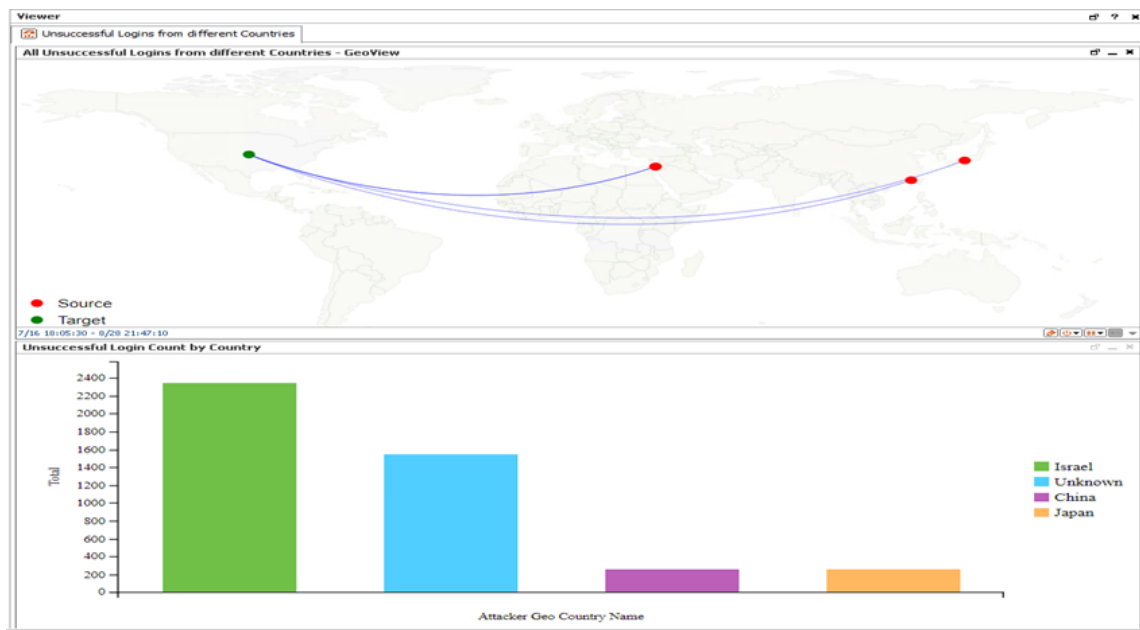 Viewer
Unsuccessful Logins from different Countries
All Unsuccessful Logins from different Countries - GeoView
Source
Target
7/16 18:05:30 - 8/28 21:47:10
Unsuccessful Login Count by Country
2400
2200
2000
1800
1600
1400
1200
1000
800
600
400
200
0
Total
Israel
Unknown
China
Japan
Attacker Geo Country Name